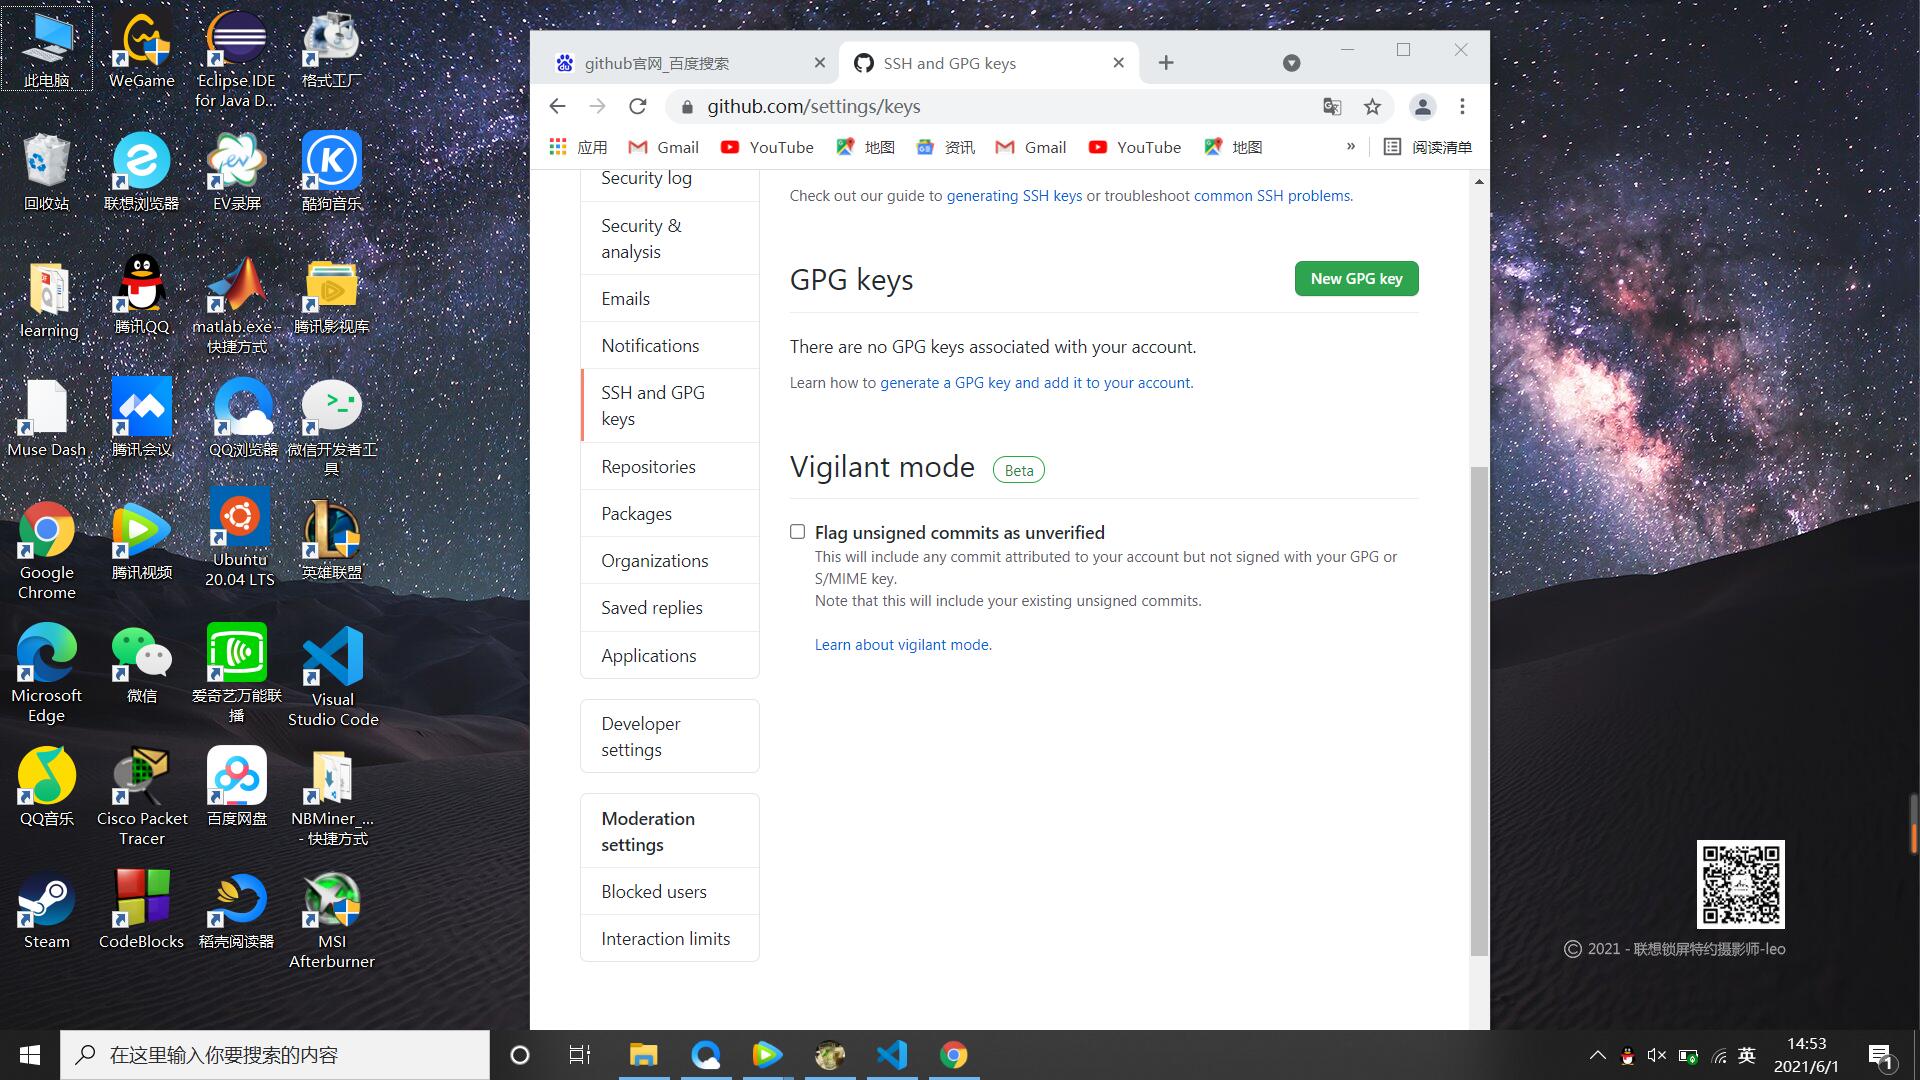 此电脑
WeGame
Eclipse IDE
for Java D...
格式工厂
回收站
联想浏览器
EV录屏
酷狗音乐
learning
腾讯QQ
matlab.exe -
快捷方式
腾讯影视库
Muse Dash
腾讯会议
QQ浏览器
微信开发者工
具
Google
Chrome
腾讯视频
Ubuntu
20.04 LTS
英雄联盟
Microsoft
Edge
微信
爱奇艺万能联
播
Visual
Studio Code
QQ音乐
Cisco Packet
Tracer
百度网盘
NBMiner_...
- 快捷方式
Steam
CodeBlocks
稻壳阅读器
MSI
Afterburner
github官网_百度搜索
SSH and GPG keys
github.com/settings/keys
应用
Gmail
YouTube
地图
资讯
Gmail
YouTube
地图
»
阅读清单
Security log
Security &
analysis
Emails
Notifications
SSH and GPG
keys
Repositories
Packages
Organizations
Saved replies
Applications
Developer
settings
Moderation
settings
Blocked users
Interaction limits
Check out our guide to generating SSH keys or troubleshoot common SSH problems.
GPG keys
New GPG key
There are no GPG keys associated with your account.
Learn how to generate a GPG key and add it to your account.
Vigilant mode
Beta
Flag unsigned commits as unverified
This will include any commit attributed to your account but not signed with your GPG or
S/MIME key.
Note that this will include your existing unsigned commits.
Learn about vigilant mode.
© 2021 - 联想锁屏特约摄影师-leo
在这里输入你要搜索的内容
英
14:53
2021/6/1
1